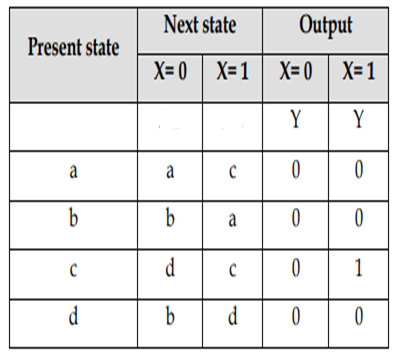 Present state Next state Output
X= 0 X= 1 X= 0 X= 1
Y Y
a a c 0 0
b b a 0 0
c d c 0 1
d b d 0 0